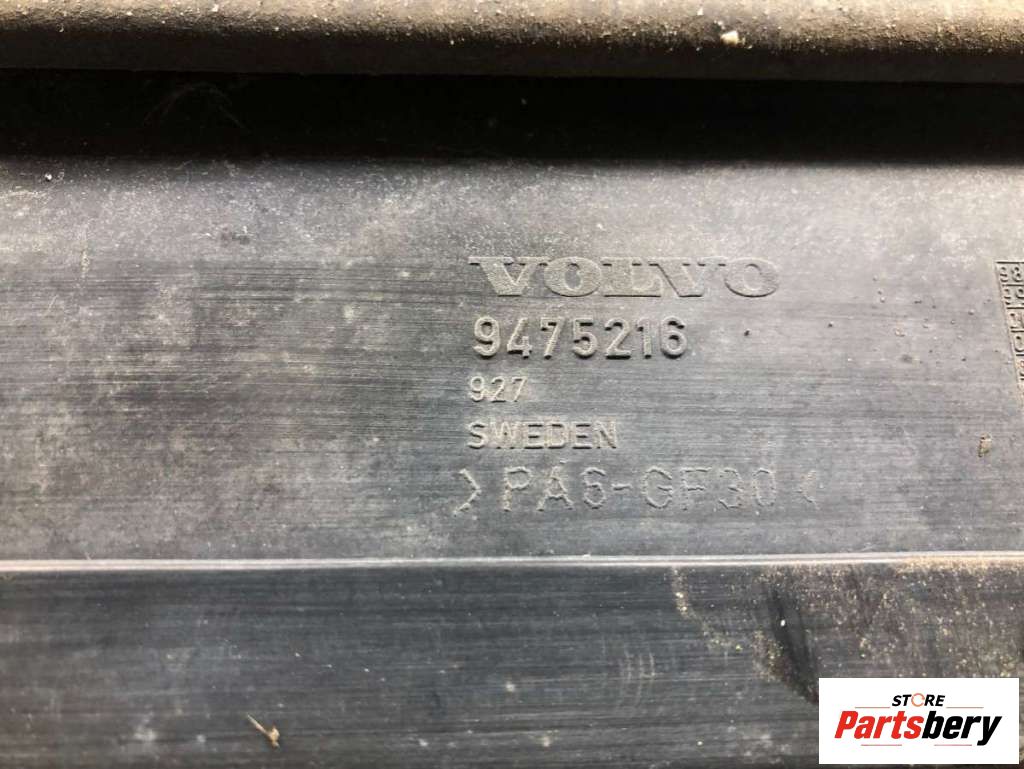 VOLVO
9475216
927
SWEDEN
>PA6-GF30<
STORE
Partsbery